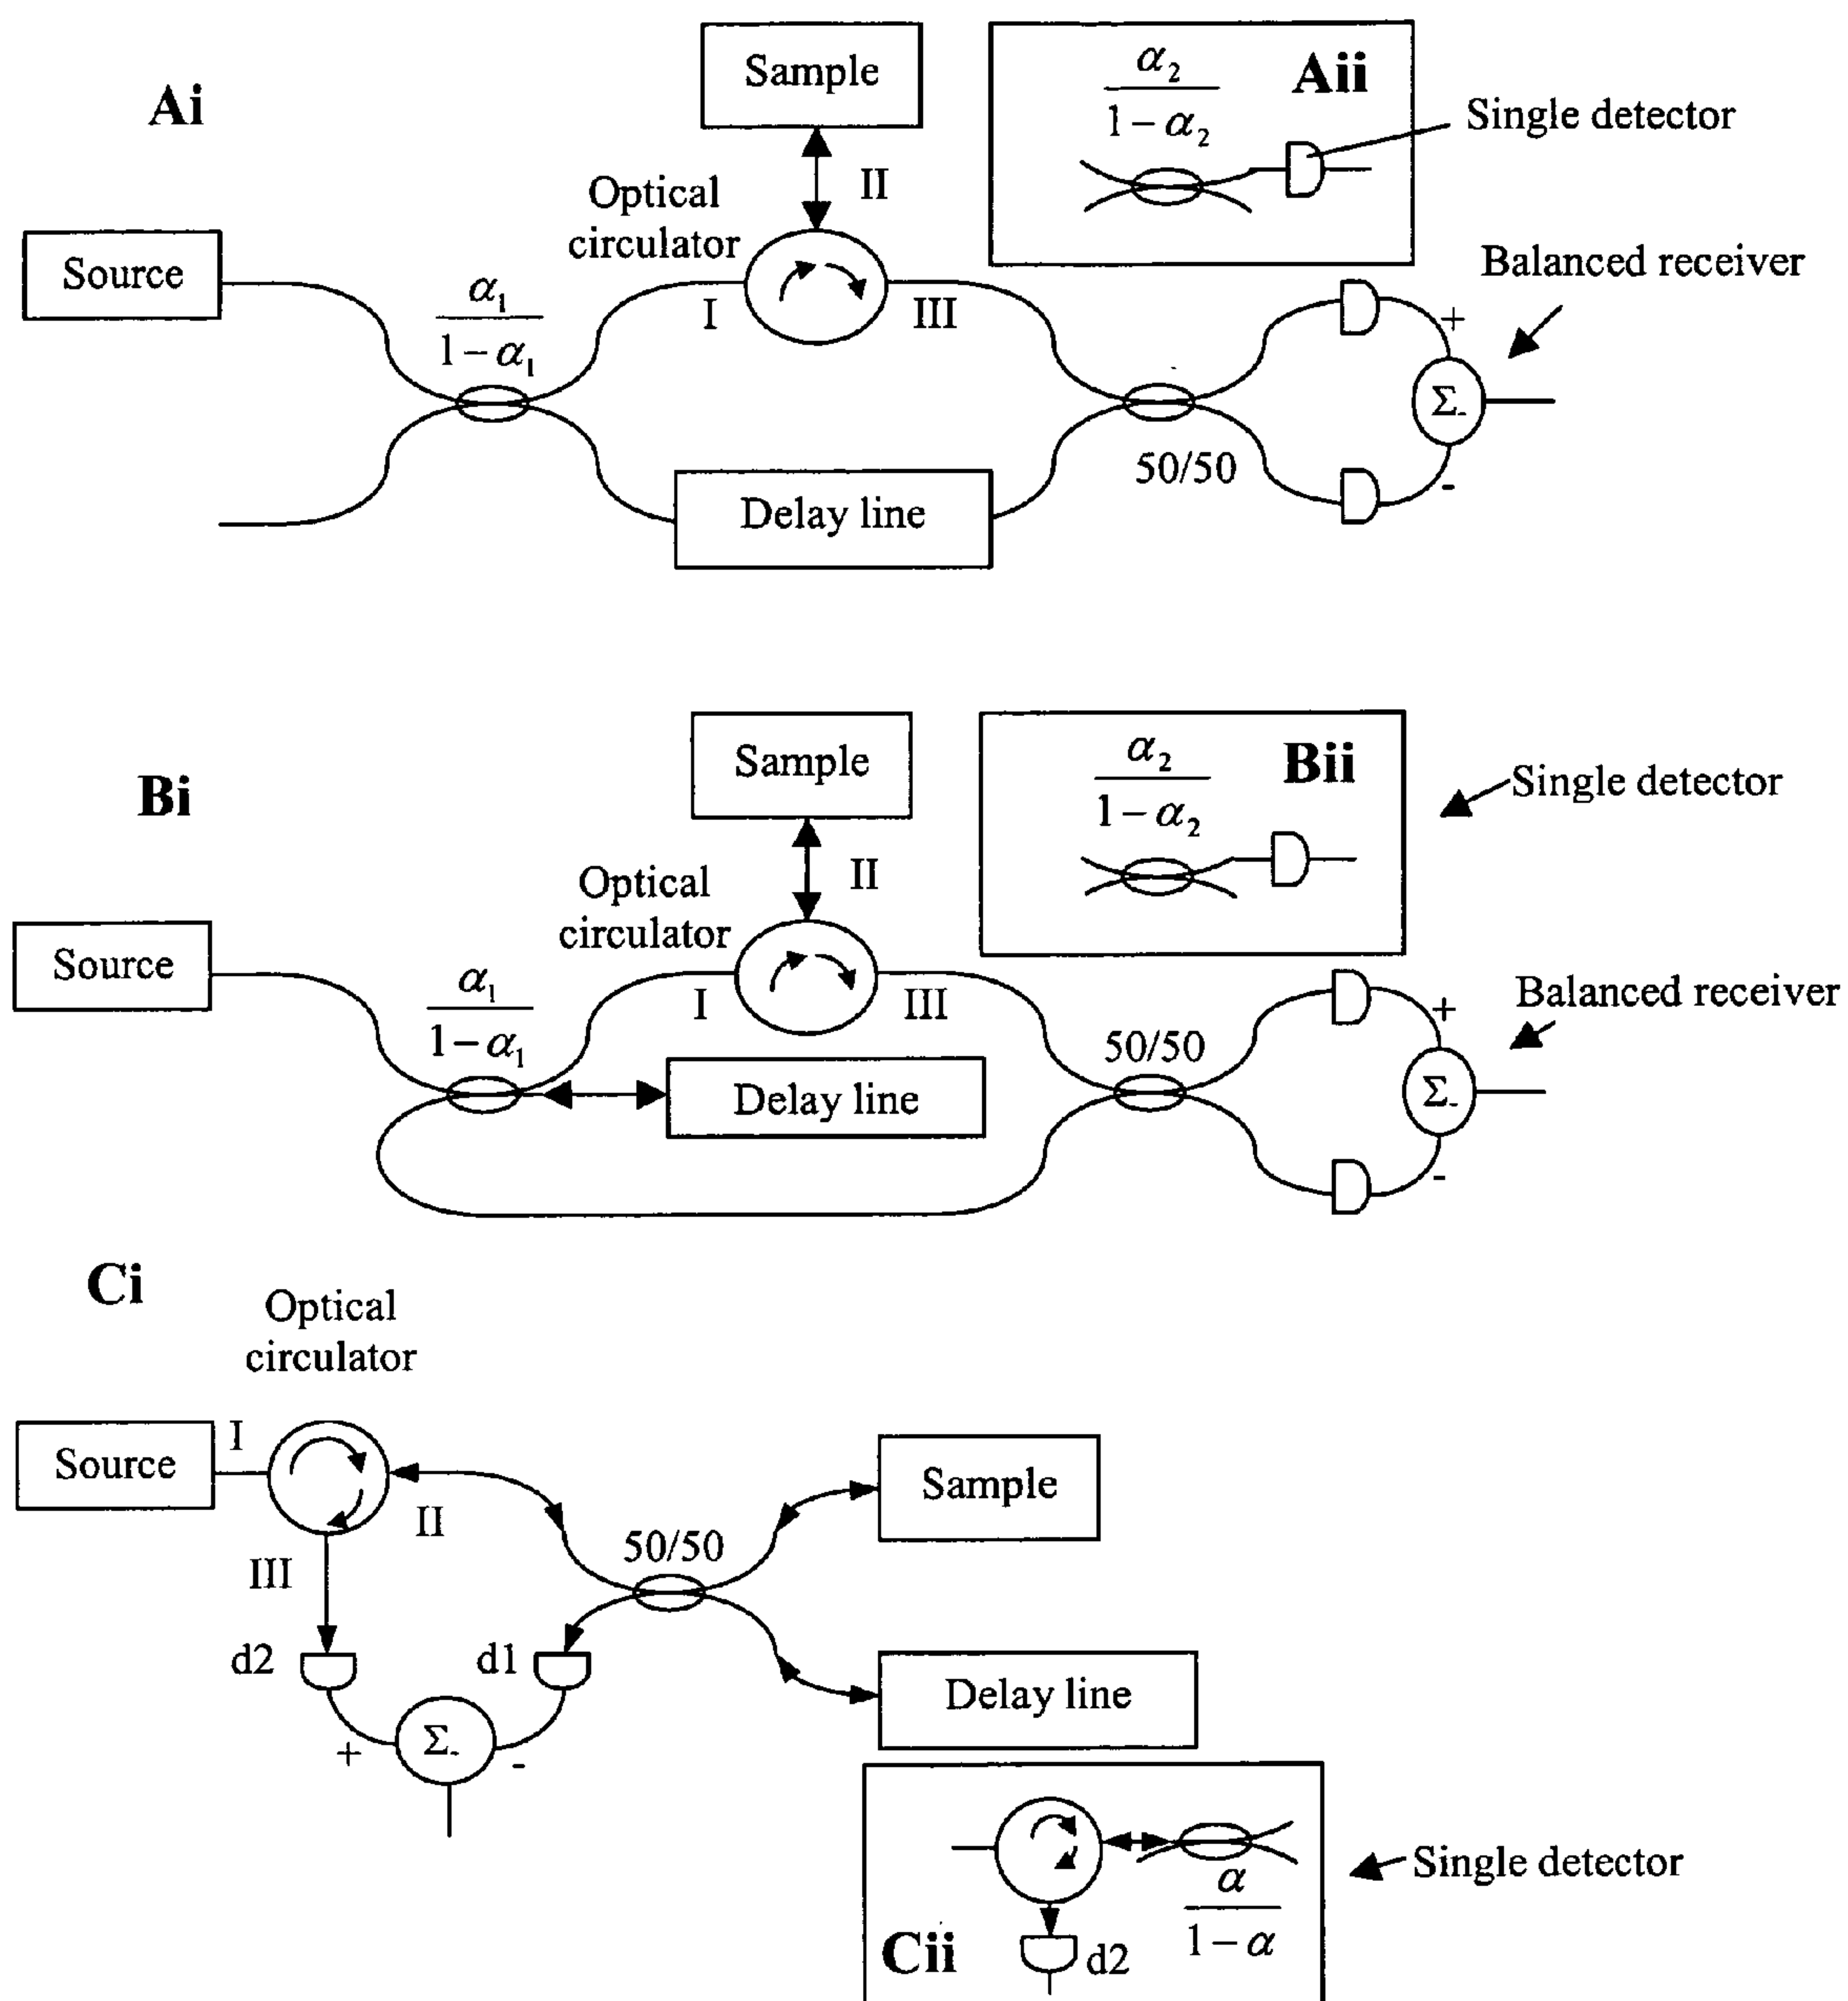 Ai
Sample
α₂
1 − α₂
Aii
Single detector
Optical
circulator
II
Source
α₁
1 − α₁
I
III
Balanced receiver
+
Σ-
-
50/50
Delay line
Bi
Sample
α₂
1 − α₂
Bii
Single detector
Optical
circulator
II
Source
α₁
1 − α₁
I
III
50/50
Balanced receiver
+
Σ-
-
Delay line
Ci
Optical
circulator
Source
I
II
III
50/50
Sample
d2
d1
Σ-
+
-
Delay line
Cii
d2
α
1 − α
Single detector